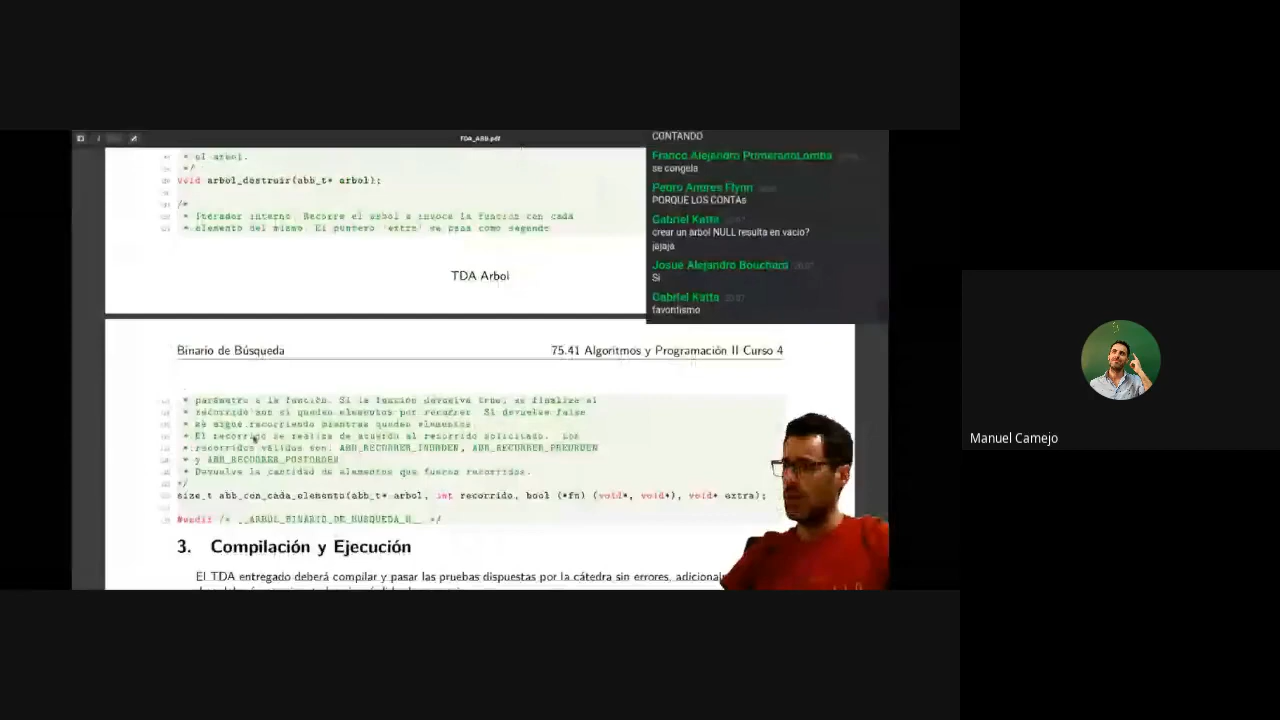 TDA_ABB.pdf
* el arbol.
*/
void arbol_destruir(abb_t* arbol);
/*
* Iterador interno. Recorre el arbol e invoca la funcion con cada
* elemento del mismo. El puntero 'extra' se pasa como segundo
TDA Arbol
CONTANDO
Franco Alejandro
se congela
Pedro Andres Flynn
PORQUE LOS CONTAs
Gabriel Katta
crear un arbol NULL resulta en vacio?
jajaja
Josue Alejandro
Si
Gabriel Katta
favoritismo
Binario de Búsqueda
75.41 Algoritmos y Programación II Curso 4
* parametro a la funcion. Si la funcion devuelve true, se finaliza el
* recorrido aun si quedan elementos por recorrer. Si devuelve false
* se sigue recorriendo mientras queden elementos.
* El recorrido se realiza de acuerdo al recorrido solicitado. Los
* recorridos validos son: ABB_RECORRER_INORDEN, ABB_RECORRER_PREORDEN
* y ABB_RECORRER_POSTORDEN.
* Devuelve la cantidad de elementos que fueron recorridos.
*/
size_t abb_con_cada_elemento(abb_t* arbol, int recorrido, bool (*fn) (void*, void*), void* extra);
#endif /* __ARBOL_BINARIO_DE_BUSQUEDA_H__ */
3. Compilación y Ejecución
El TDA entregado deberá compilar y pasar las pruebas dispuestas por la cátedra sin errores,
Manuel Camejo